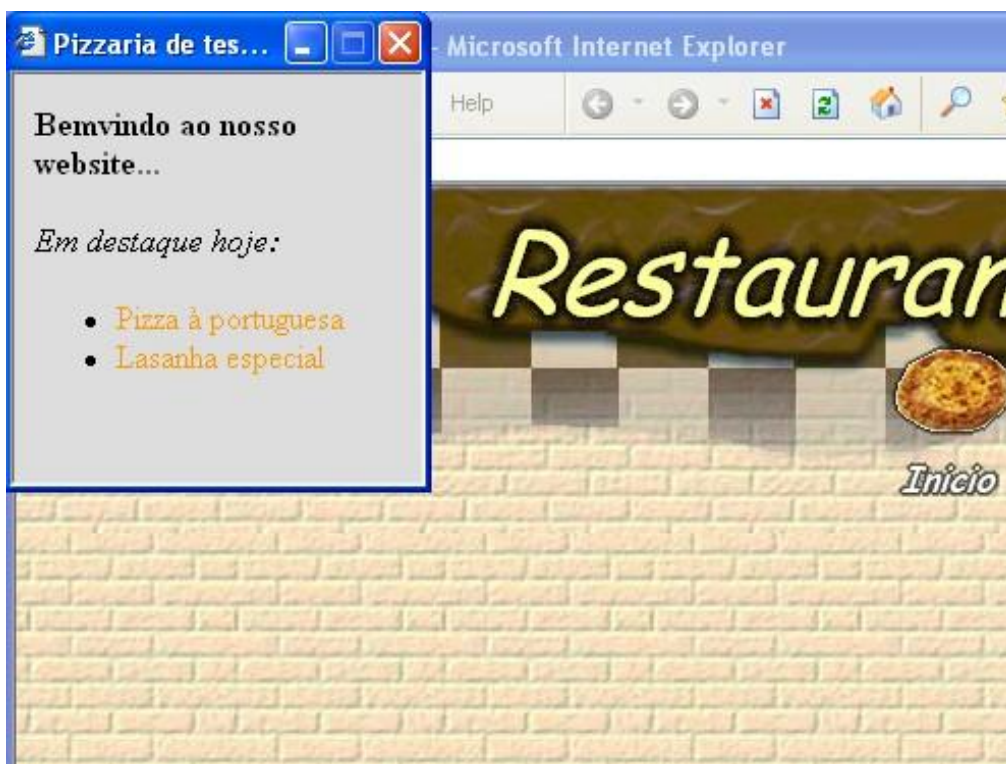 Pizzaria de tes...
- Microsoft Internet Explorer
Help
Bemvindo ao nosso
website...
Em destaque hoje:
Pizza à portuguesa
Lasanha especial
Restauran
Inicio